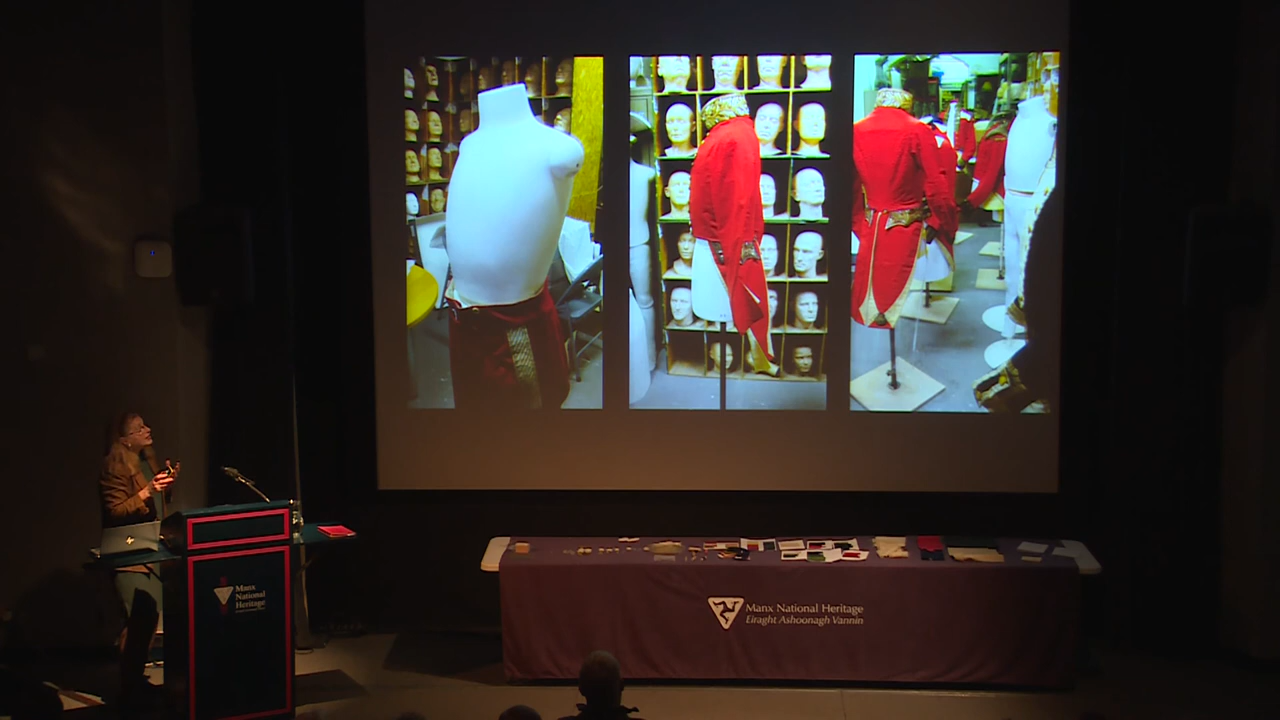 Manx
National
Heritage
Manx National Heritage
Eiraght Ashoonagh Vannin